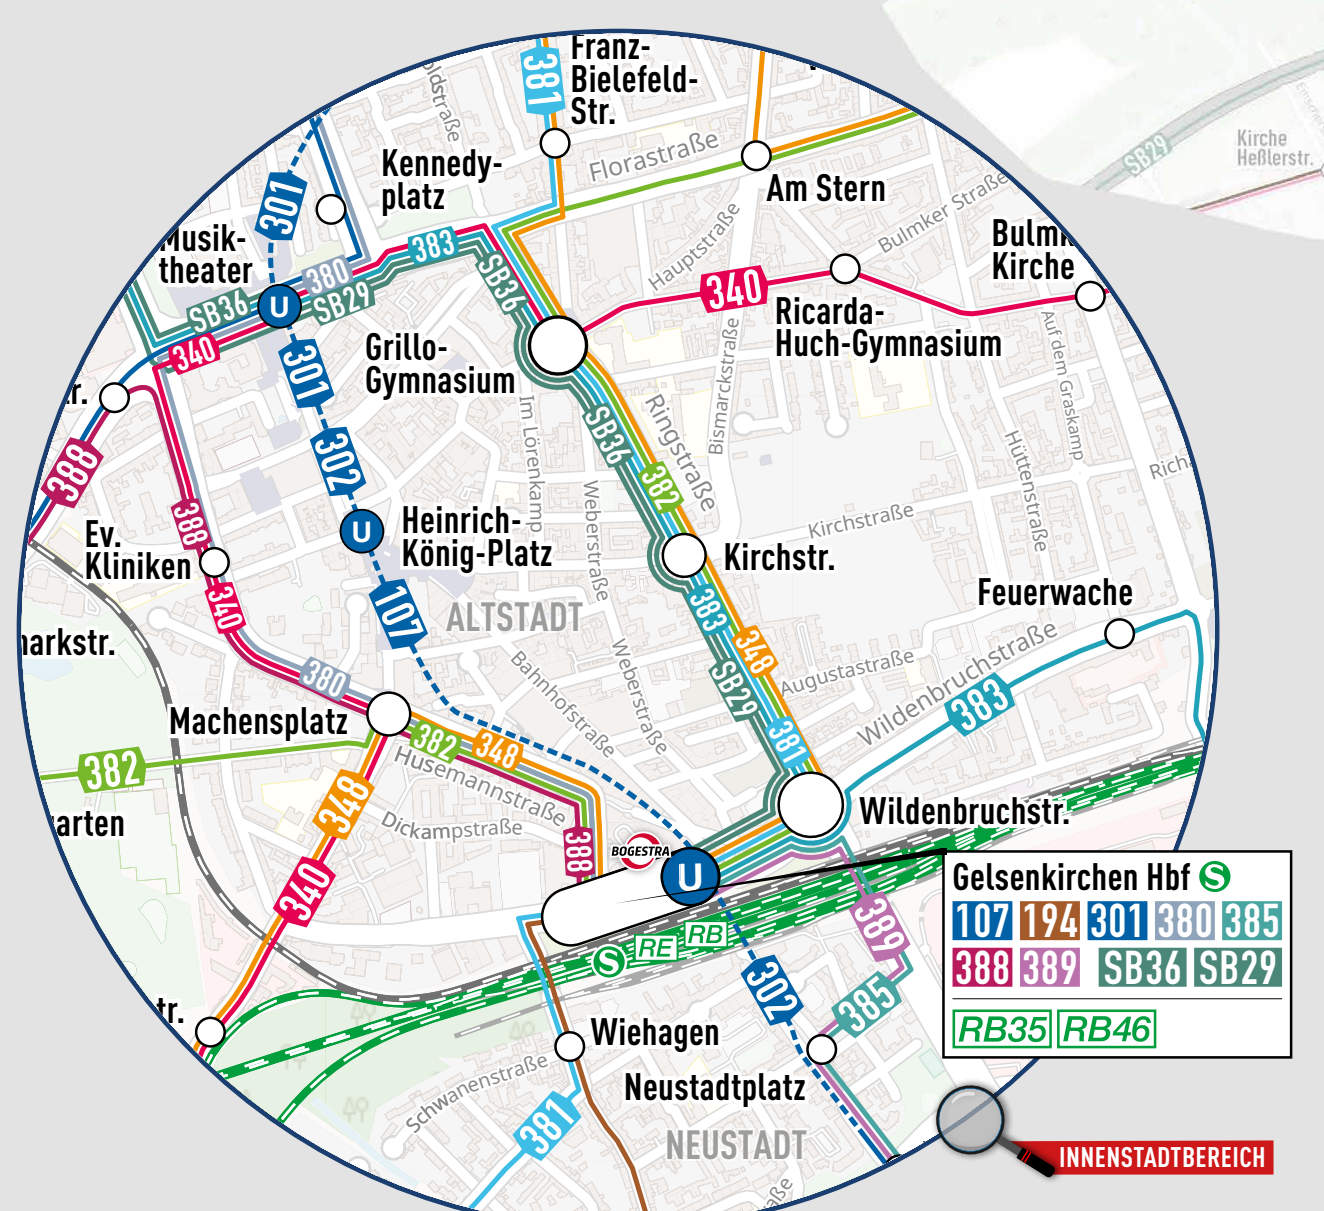 381
Franz-
Bielefeld-
Str.
Florastraße
Am Stern
Kennedy-
platz
301
Musik-
theater
U
380
383
SB36
SB29
SB36
340
Hauptstraße
Bulmker Straße
Kirche
340
Ricarda-
Huch-Gymnasium
SB29
Kirche
Heßlerstr.
Grillo-
Gymnasium
301
302
388
388
Im Lörenkamp
Weberstraße
SB36
Ringstraße
Bismarckstraße
382
Auf dem Graskamp
Hüttenstraße
U
Heinrich-
König-Platz
Ev.
Kliniken
Kirchstr.
Kirchstraße
340
107
ALTSTADT
383
348
SB29
381
Feuerwache
Augustastraße
Wildenbruchstraße
383
380
Bahnhofstraße
Weberstraße
Machensplatz
382
382
348
Husemannstraße
348
Dickampstraße
388
BOGESTRA
U
Wildenbruchstr.
340
S
RE
RB
389
385
302
Gelsenkirchen Hbf S
107 194 301 380 385
388 389 SB36 SB29
RB35 RB46
Wiehagen
Neustadtplatz
Schwanenstraße
381
NEUSTADT
INNENSTADTBEREICH